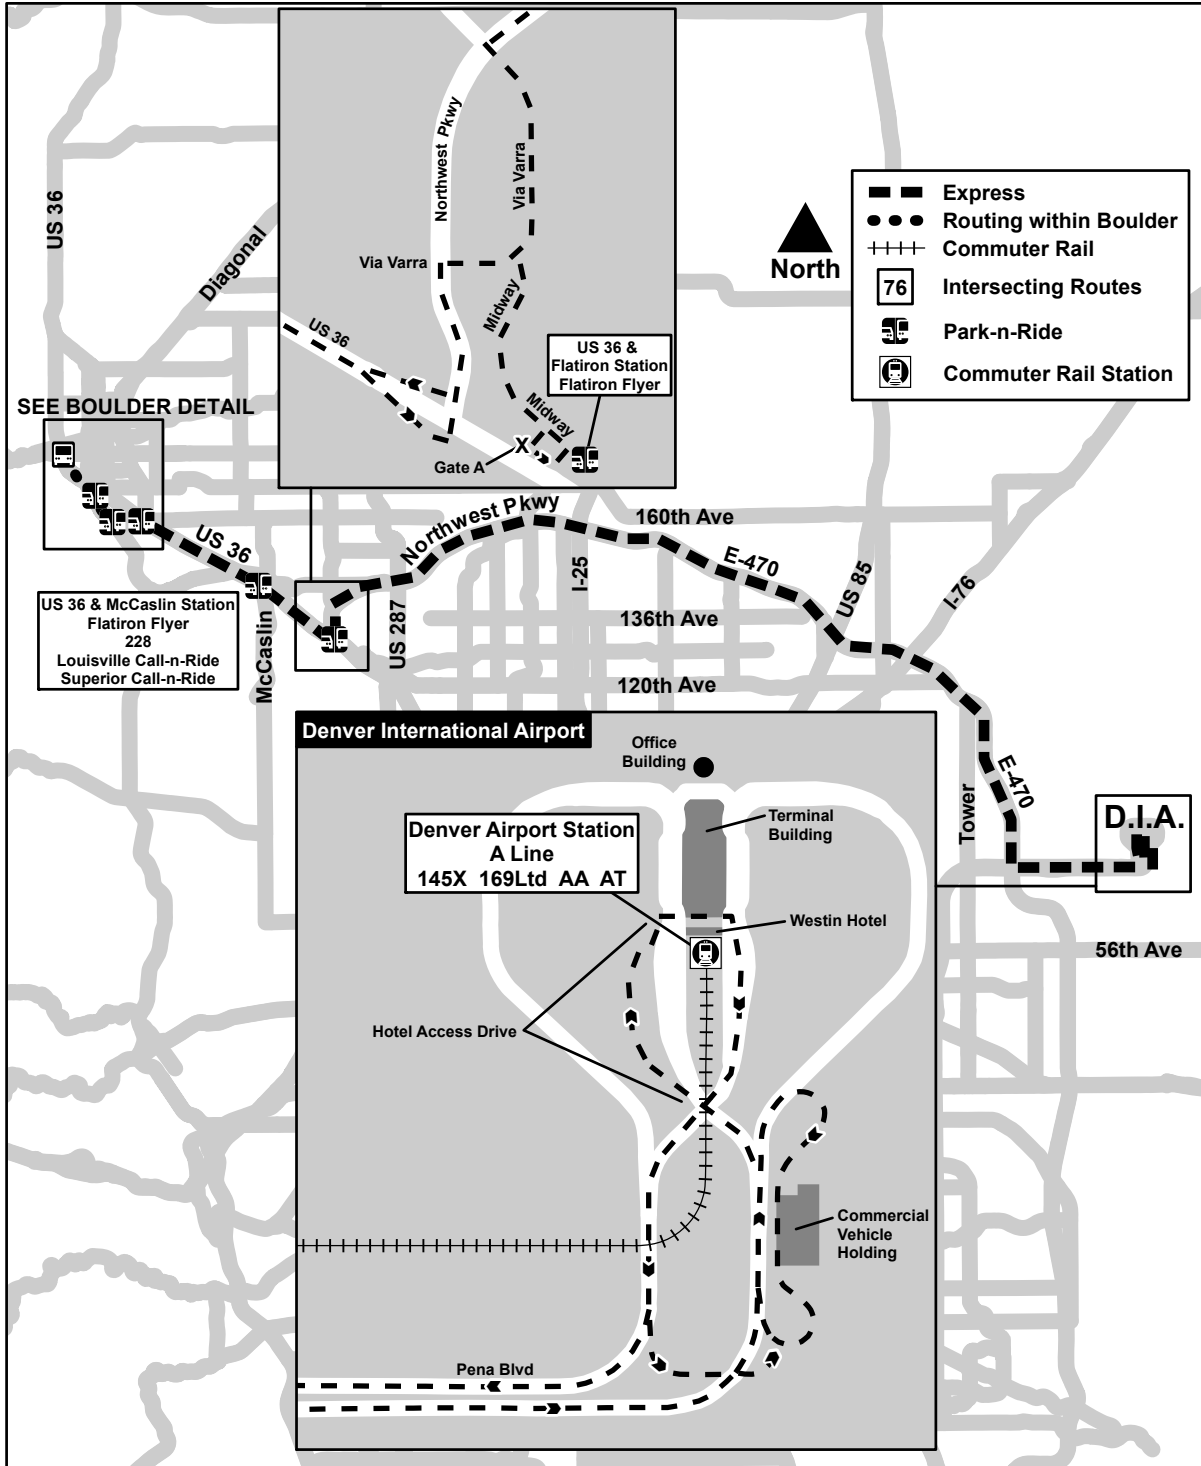 Northwest Pkwy
Via Varra
Via Varra
Midway
US 36
US 36 &
Flatiron Station
Flatiron Flyer
Midway
Gate A
X
US 36
Diagonal
North
Express
Routing within Boulder
Commuter Rail
76
Intersecting Routes
Park-n-Ride
Commuter Rail Station
SEE BOULDER DETAIL
US 36
Northwest Pkwy
160th Ave
E-470
I-25
US 85
I-76
US 36 & McCaslin Station
Flatiron Flyer
228
Louisville Call-n-Ride
Superior Call-n-Ride
McCaslin
US 287
136th Ave
120th Ave
E-470
Tower
D.I.A.
56th Ave
Denver International Airport
Office
Building
Terminal
Building
Denver Airport Station
A Line
145X 169Ltd AA AT
Westin Hotel
Hotel Access Drive
Commercial
Vehicle
Holding
Pena Blvd